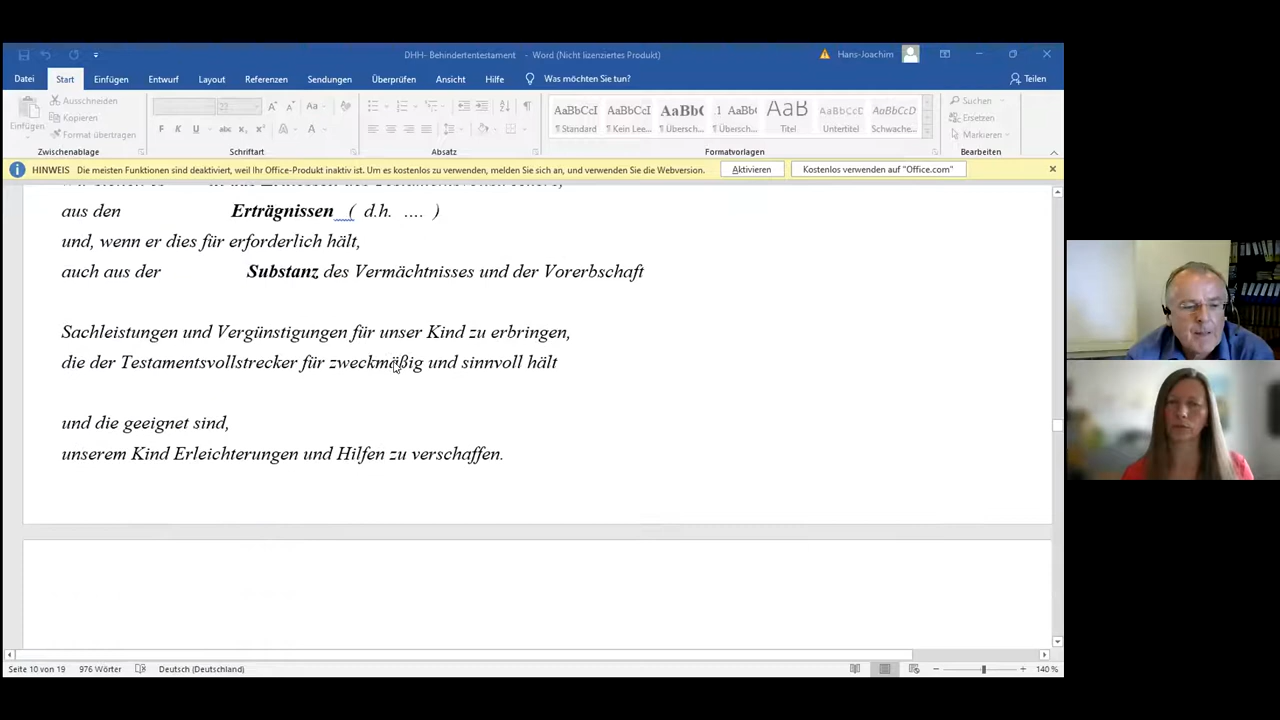 DHH- Behindertentestament - Word (Nicht lizenziertes Produkt)
Hans-Joachim
Datei Start Einfügen Entwurf Layout Referenzen Sendungen Überprüfen Ansicht Hilfe Was möchten Sie tun? Teilen
Einfügen
Ausschneiden
Kopieren
Format übertragen
Zwischenablage
F K U abc x₂ x² A A
Aa
Schriftart
Absatz
AaBbCcI AaBbCcI AaBbC .1 AaBbC AaB AaBbCcC AaBbCcD
¶ Standard ¶ Kein Lee... ¶ Übersch... ¶ Übersch... Titel Untertitel Schwache...
Formatvorlagen
Suchen
Ersetzen
Markieren
Bearbeiten
HINWEIS Die meisten Funktionen sind deaktiviert, weil Ihr Office-Produkt inaktiv ist. Um es kostenlos zu verwenden, melden Sie sich an, und verwenden Sie die Webversion. Aktivieren Kostenlos verwenden auf "Office.com"
aus den Erträgnissen ( d.h. .... )
und, wenn er dies für erforderlich hält,
auch aus der Substanz des Vermächtnisses und der Vorerbschaft
Sachleistungen und Vergünstigungen für unser Kind zu erbringen,
die der Testamentsvollstrecker für zweckmäßig und sinnvoll hält
und die geeignet sind,
unserem Kind Erleichterungen und Hilfen zu verschaffen.
Seite 10 von 19 976 Wörter Deutsch (Deutschland) 140 %